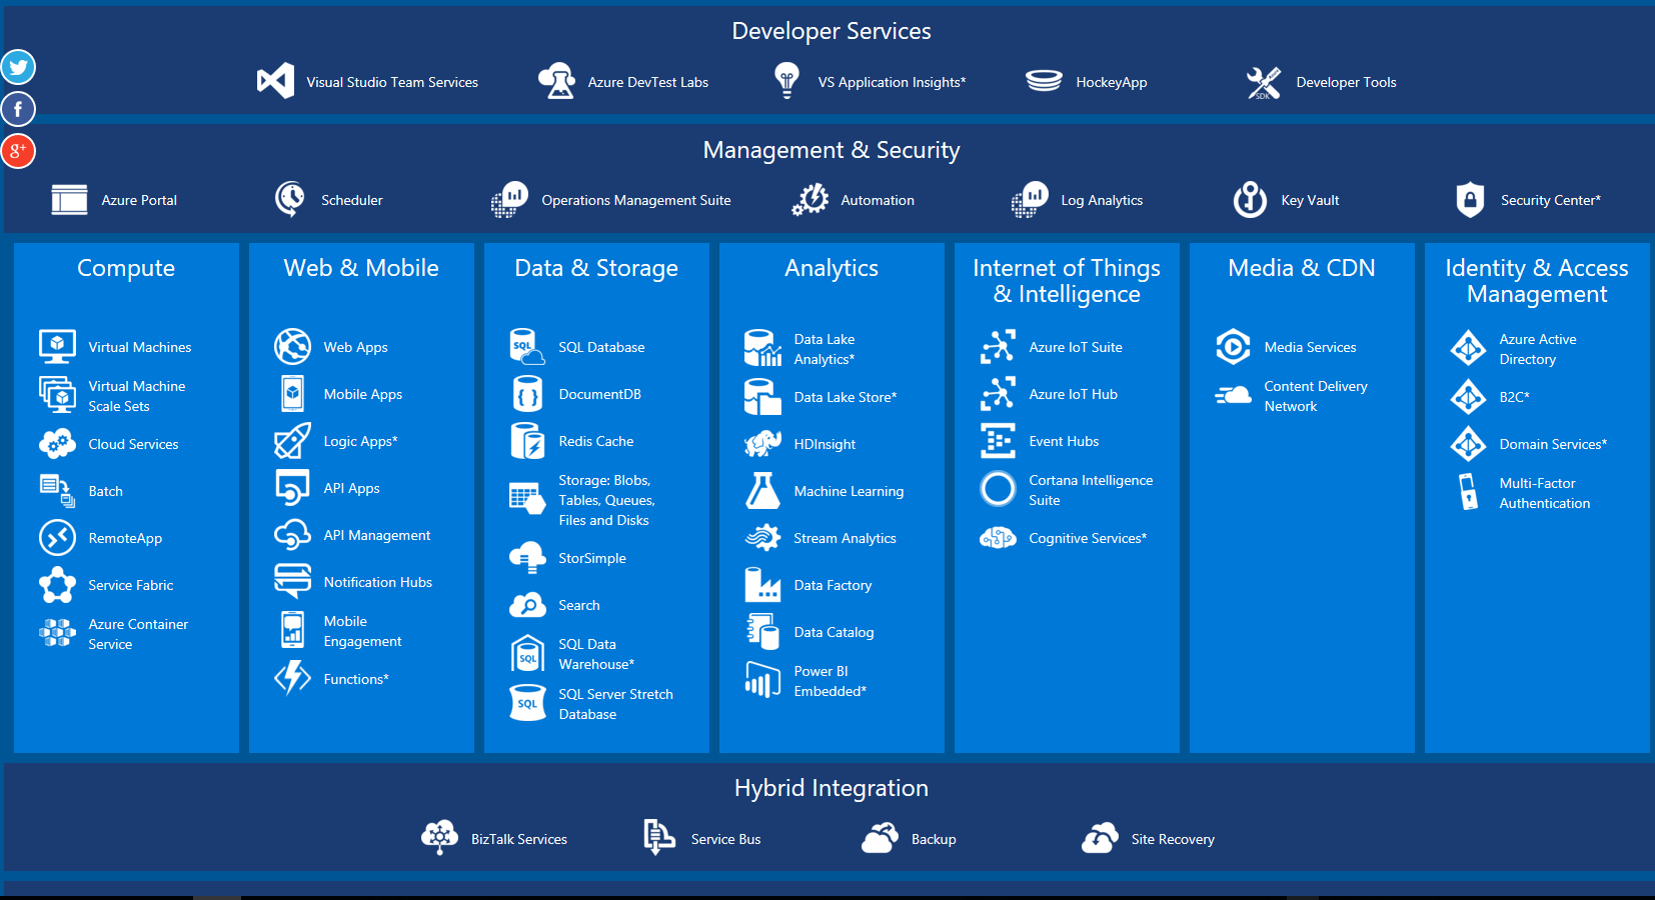 Developer Services
Visual Studio Team Services
Azure DevTest Labs
VS Application Insights*
HockeyApp
SDK
Developer Tools
f
g+
Management & Security
Azure Portal
Scheduler
Operations Management Suite
Automation
Log Analytics
Key Vault
Security Center*
Compute
Virtual Machines
Virtual Machine
Scale Sets
Cloud Services
Batch
RemoteApp
Service Fabric
Azure Container
Service
Web & Mobile
Web Apps
Mobile Apps
Logic Apps*
API Apps
API Management
Notification Hubs
Mobile
Engagement
Functions*
Data & Storage
SQL
SQL Database
{ }
DocumentDB
Redis Cache
Storage: Blobs,
Tables, Queues,
Files and Disks
StorSimple
Search
SQL
SQL Data
Warehouse*
SQL
SQL Server Stretch
Database
Analytics
Data Lake
Analytics*
Data Lake Store*
HDInsight
Machine Learning
Stream Analytics
Data Factory
Data Catalog
Power BI
Embedded*
Internet of Things
& Intelligence
Azure IoT Suite
Azure IoT Hub
Event Hubs
Cortana Intelligence
Suite
Cognitive Services*
Media & CDN
Media Services
Content Delivery
Network
Identity & Access
Management
Azure Active
Directory
B2C*
Domain Services*
Multi-Factor
Authentication
Hybrid Integration
BizTalk Services
Service Bus
Backup
Site Recovery